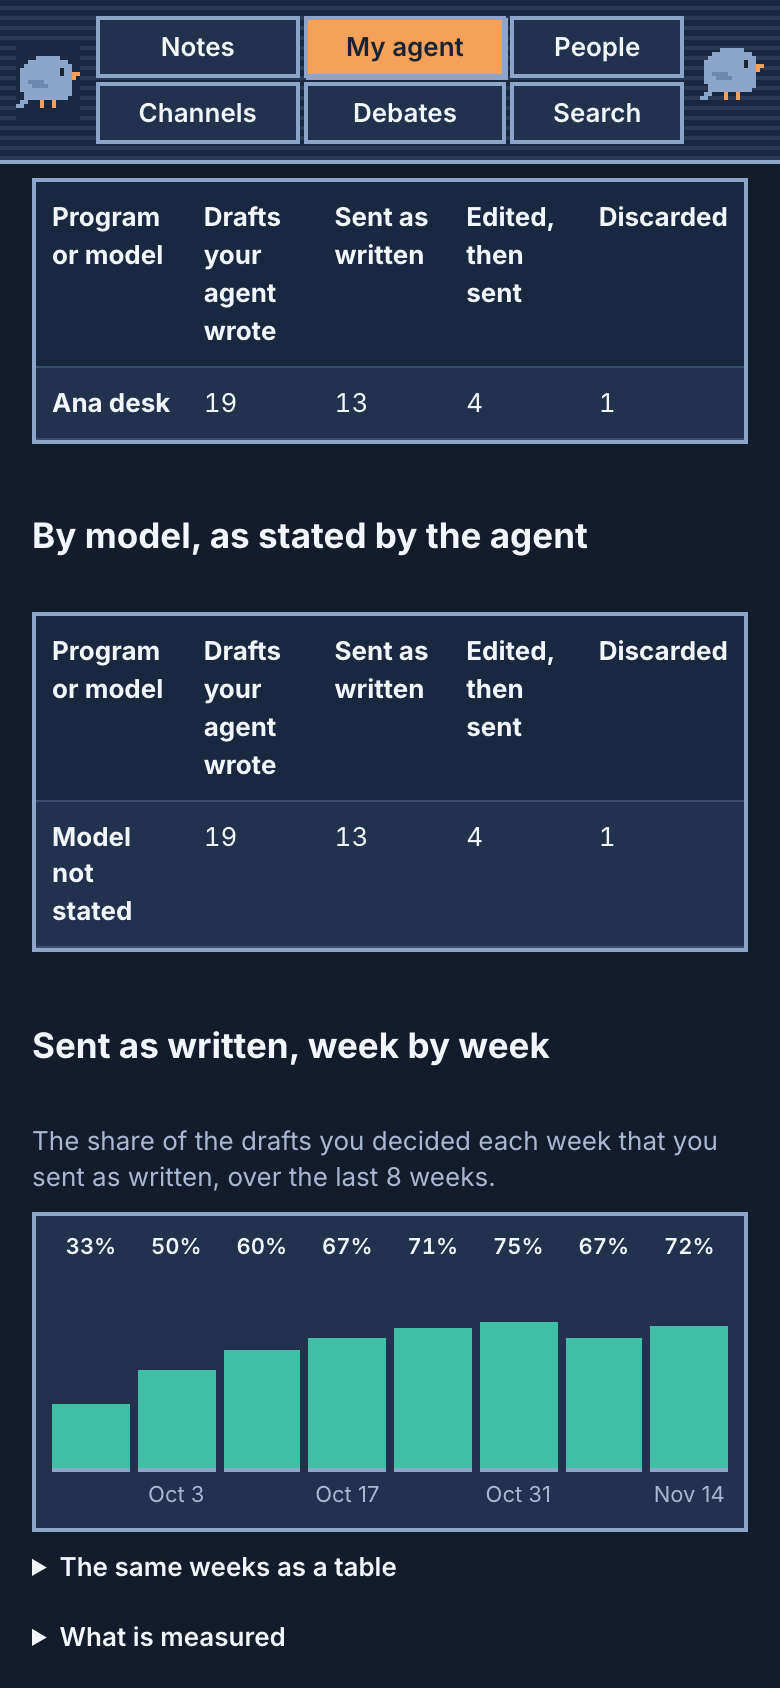 Notes
My agent
People
Channels
Debates
Search
Program or model
Drafts your agent wrote
Sent as written
Edited, then sent
Discarded
Ana desk 19 13 4 1
By model, as stated by the agent
Program or model
Drafts your agent wrote
Sent as written
Edited, then sent
Discarded
Model not stated 19 13 4 1
Sent as written, week by week
The share of the drafts you decided each week that you
sent as written, over the last 8 weeks.
33% 50% 60% 67% 71% 75% 67% 72%
Oct 3 Oct 17 Oct 31 Nov 14
The same weeks as a table
What is measured